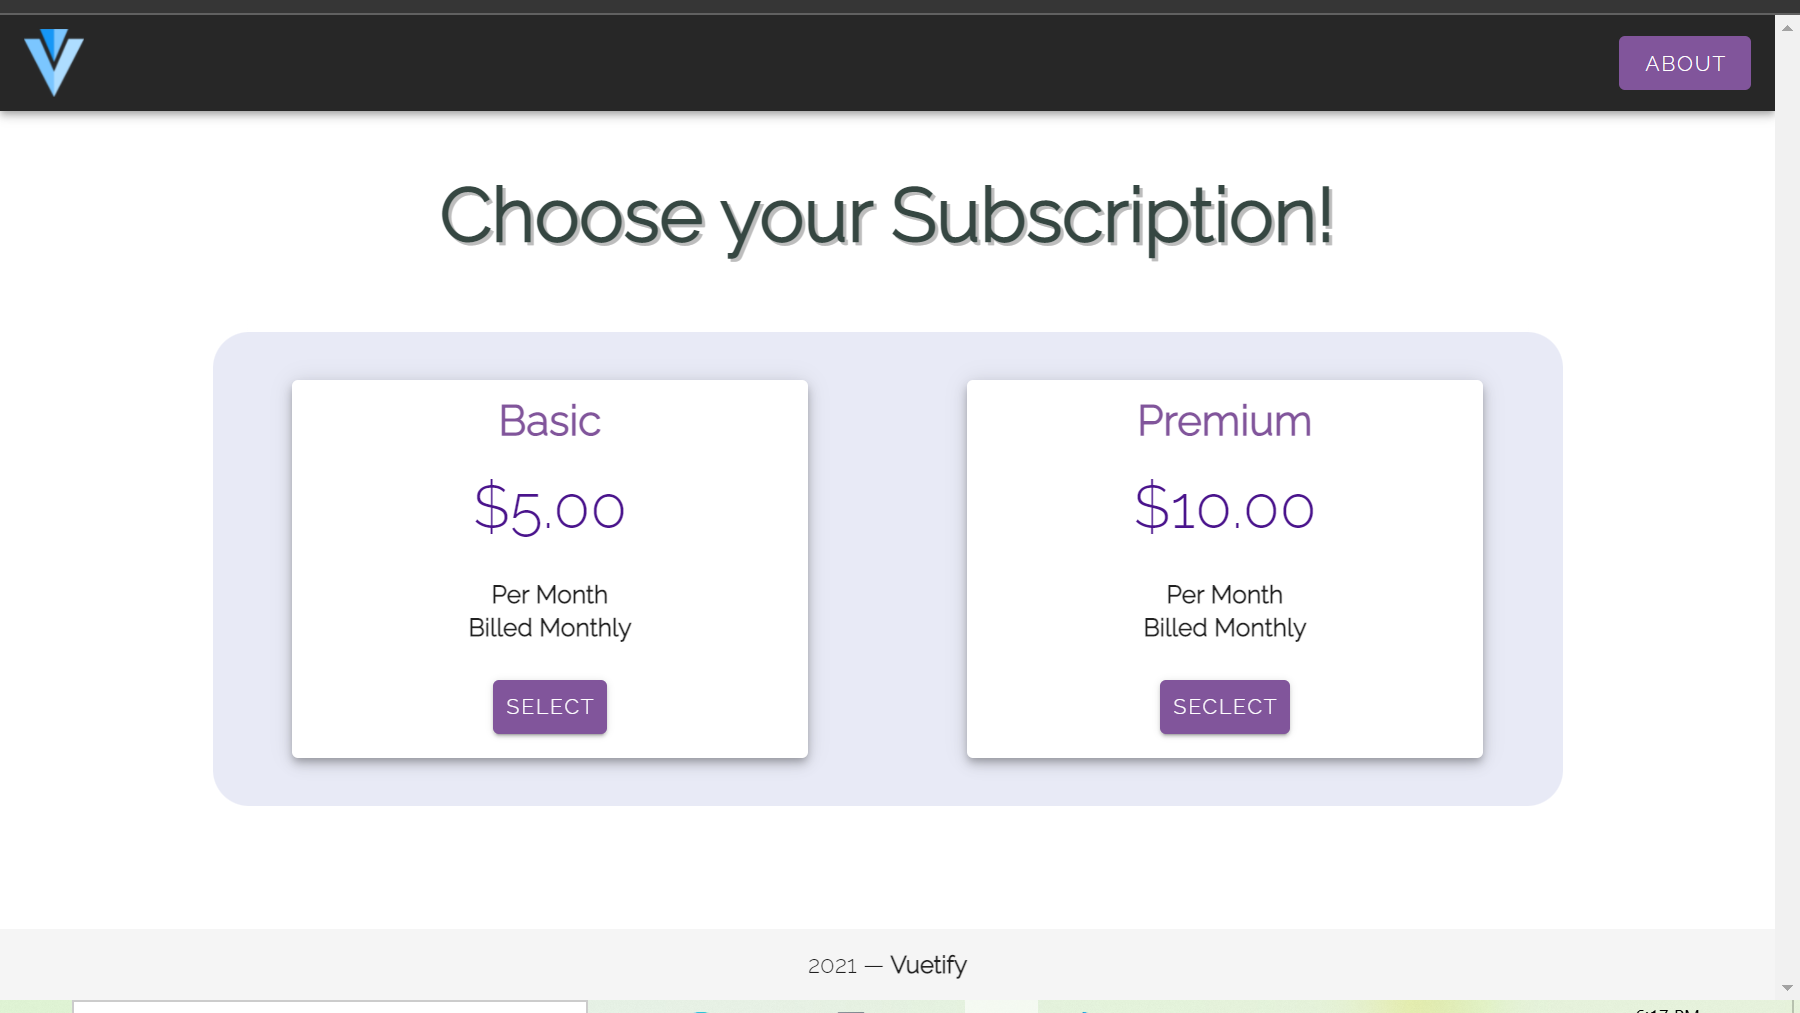 ABOUT
Choose your Subscription!
Basic
$5.00
Per Month
Billed Monthly
SELECT
Premium
$10.00
Per Month
Billed Monthly
SECLECT
2021 — Vuetify